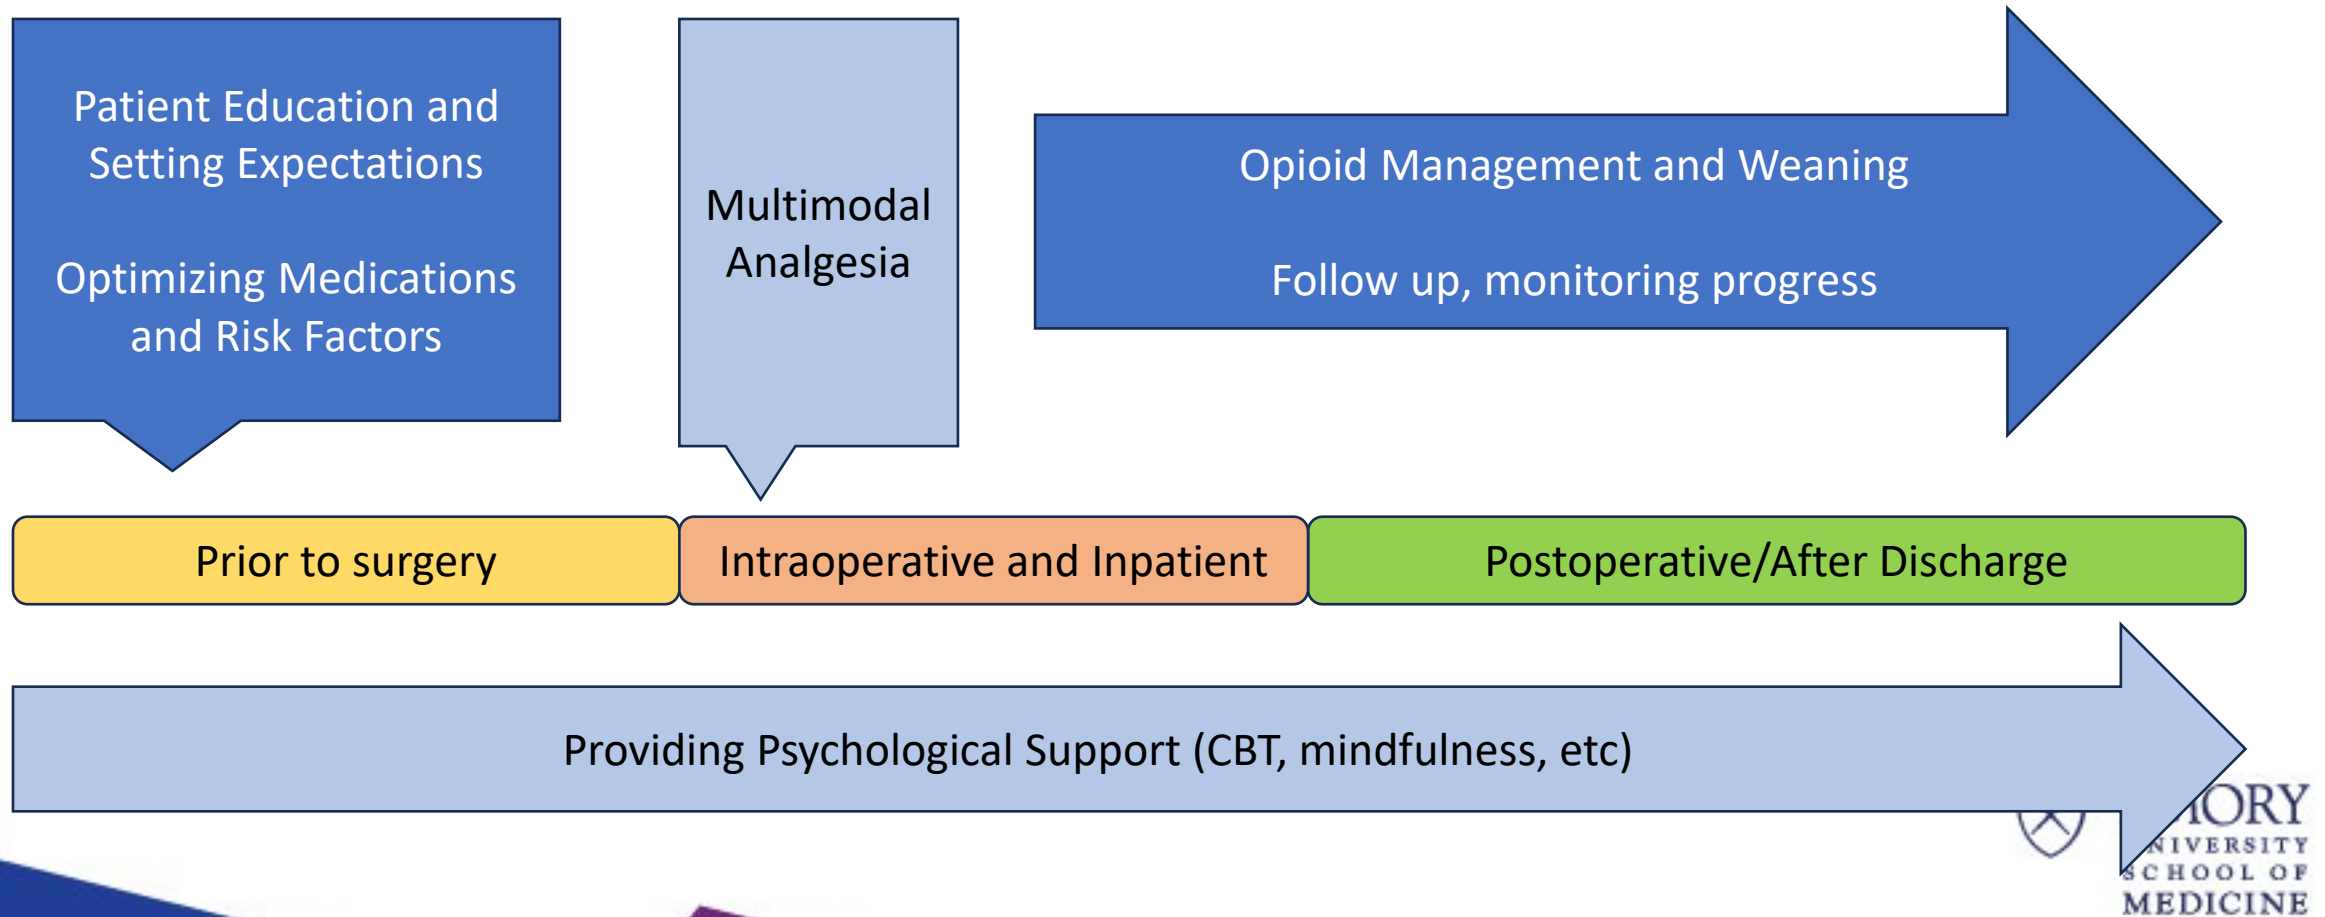 Patient Education and
Setting Expectations
Optimizing Medications
and Risk Factors
Multimodal
Analgesia
Opioid Management and Weaning
Follow up, monitoring progress
Prior to surgery
Intraoperative and Inpatient
Postoperative/After Discharge
Providing Psychological Support (CBT, mindfulness, etc)
ORY
NIVERSITY
SCHOOL OF
MEDICINE